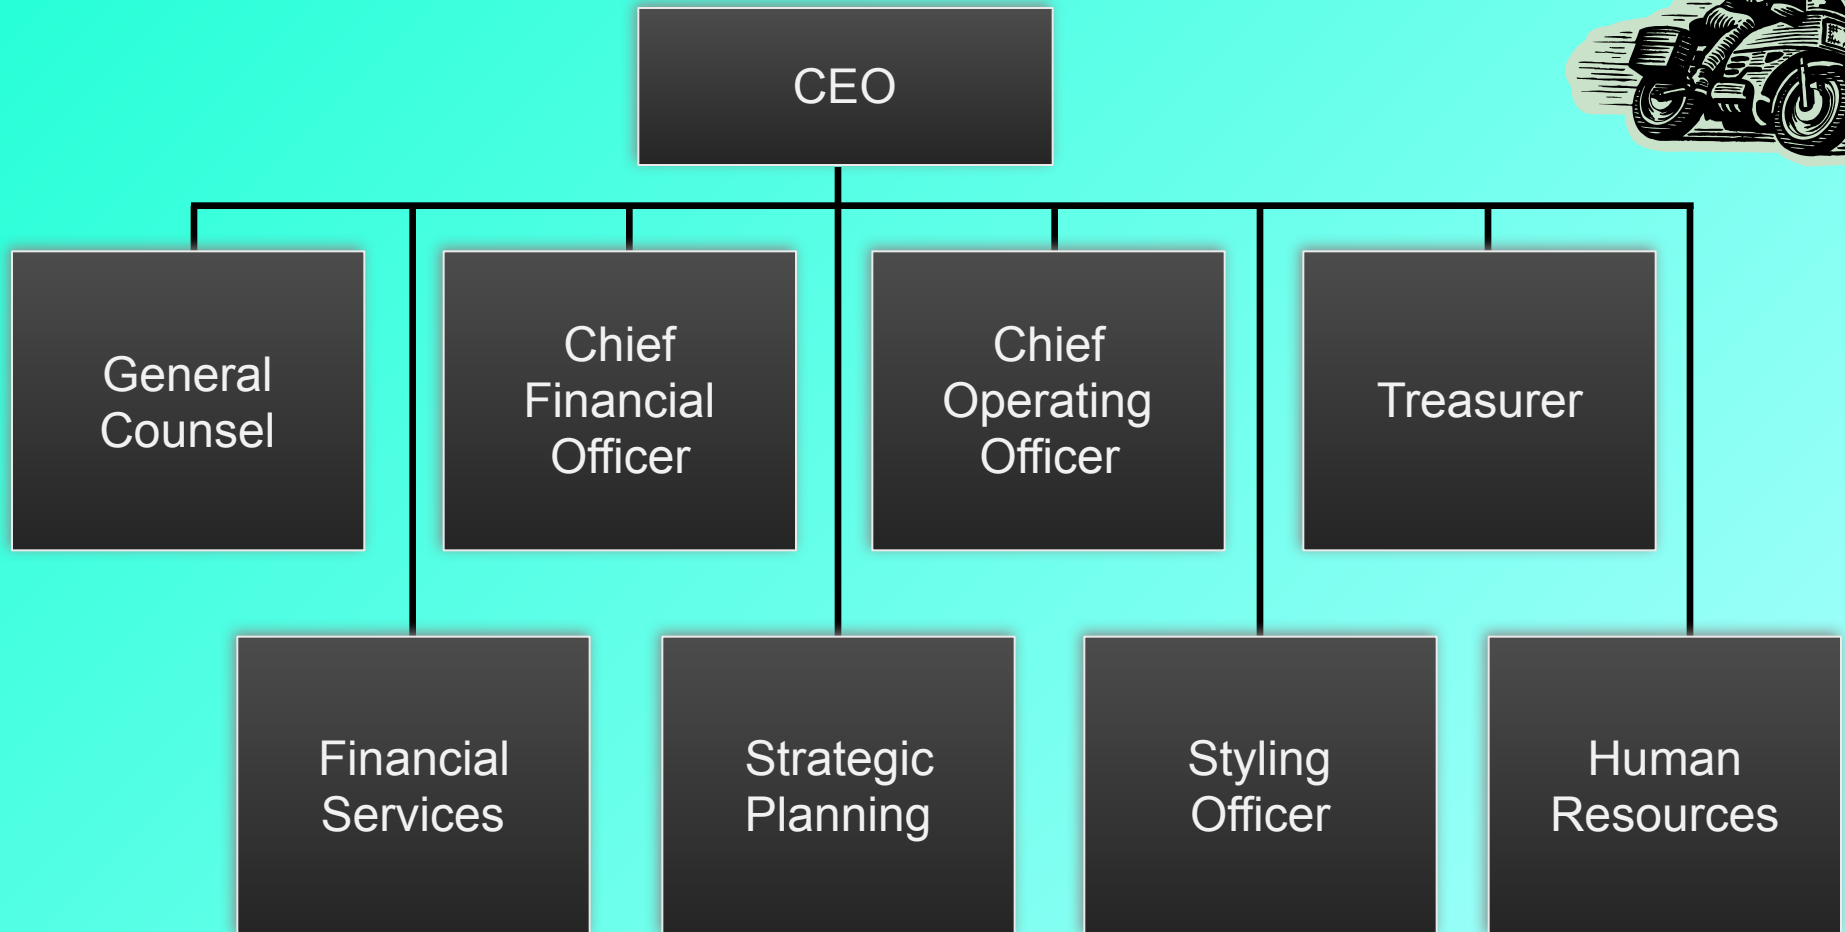 CEO
General
Counsel
Chief
Financial
Officer
Chief
Operating
Officer
Treasurer
Financial
Services
Strategic
Planning
Styling
Officer
Human
Resources